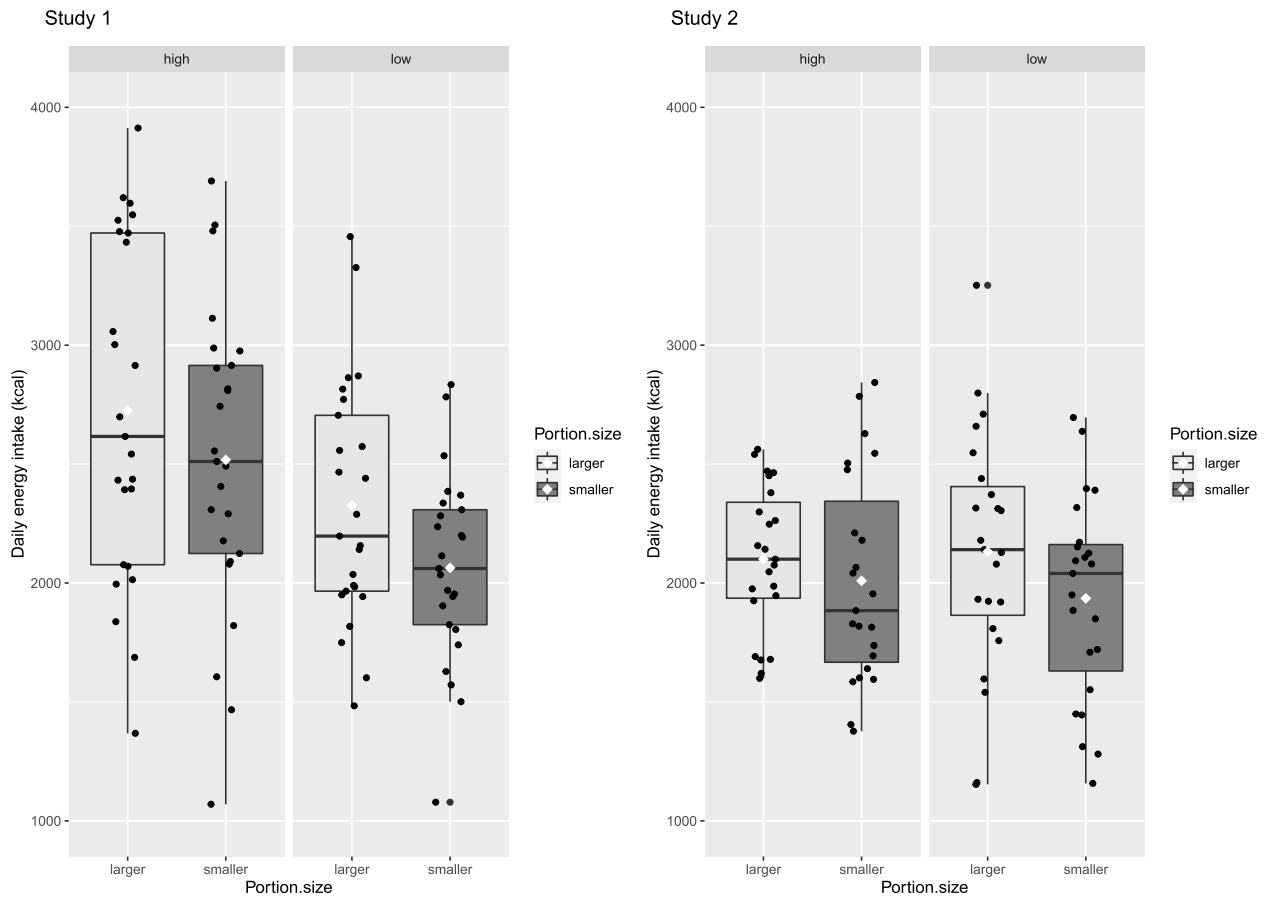 Study 1
high
low
4000
3000
2000
1000
Daily energy intake (kcal)
larger
smaller
larger
smaller
Portion.size
Portion.size
larger
smaller
Study 2
high
low
4000
3000
2000
1000
Daily energy intake (kcal)
larger
smaller
larger
smaller
Portion.size
Portion.size
larger
smaller